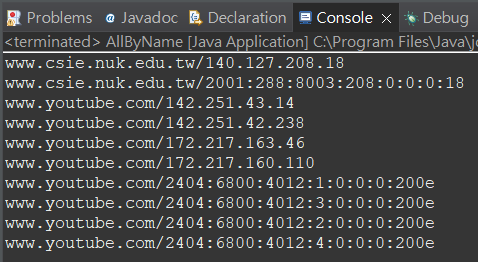 Problems Javadoc Declaration Console Debug
<terminated> AllByName [Java Application] C:\Program Files\Java\j
www.csie.nuk.edu.tw/140.127.208.18
www.csie.nuk.edu.tw/2001:288:8003:208:0:0:0:18
www.youtube.com/142.251.43.14
www.youtube.com/142.251.42.238
www.youtube.com/172.217.163.46
www.youtube.com/172.217.160.110
www.youtube.com/2404:6800:4012:1:0:0:0:200e
www.youtube.com/2404:6800:4012:3:0:0:0:200e
www.youtube.com/2404:6800:4012:2:0:0:0:200e
www.youtube.com/2404:6800:4012:4:0:0:0:200e